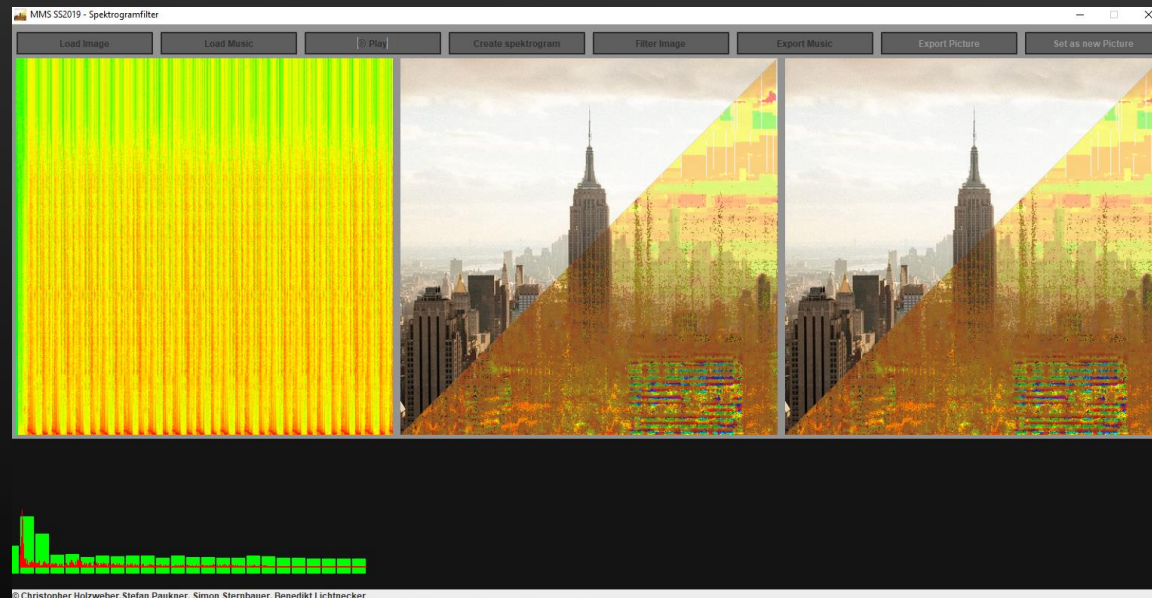 MMS SS2019 - Spektrogramfilter
Load Image
Load Music
Play
Create spektrogram
Filter Image
Export Music
Export Picture
Set as new Picture
© Christopher Holzweber, Stefan Paukner, Simon Sternbauer, Benedikt Lichtnecker